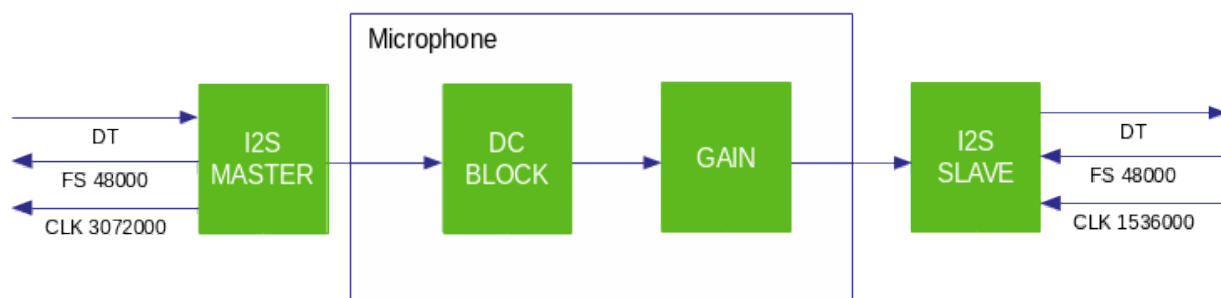 Microphone
DT
FS 48000
CLK 3072000
I2S
MASTER
DC
BLOCK
GAIN
I2S
SLAVE
DT
FS 48000
CLK 1536000